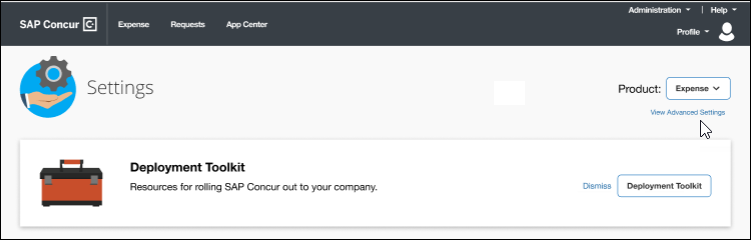 Administration | Help
SAP Concur C Expense Requests App Center
Profile
Settings
Product: Expense
View Advanced Settings
Deployment Toolkit
Resources for rolling SAP Concur out to your company.
Dismiss Deployment Toolkit